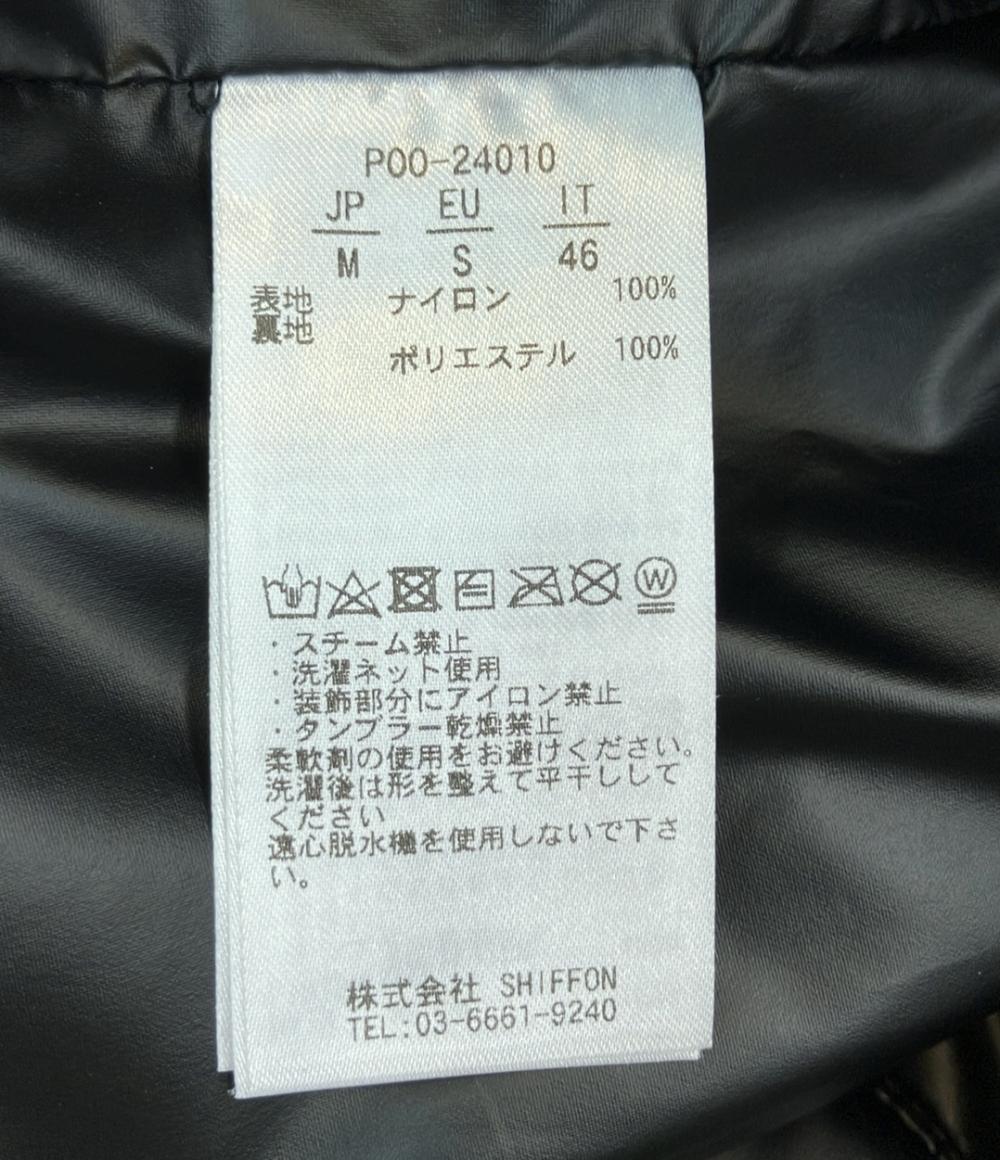 P00-24010
JP EU IT
M S 46
表地 ナイロン 100%
裏地
ポリエステル 100%
W
・スチーム禁止
・洗濯ネット使用
・装飾部分にアイロン禁止
・タンブラー乾燥禁止
柔軟剤の使用をお避けください。
洗濯後は形を整えて平干しして
ください
遠心脱水機を使用しないで下さ
い。
株式会社 SHIFFON
TEL:03-6661-9240